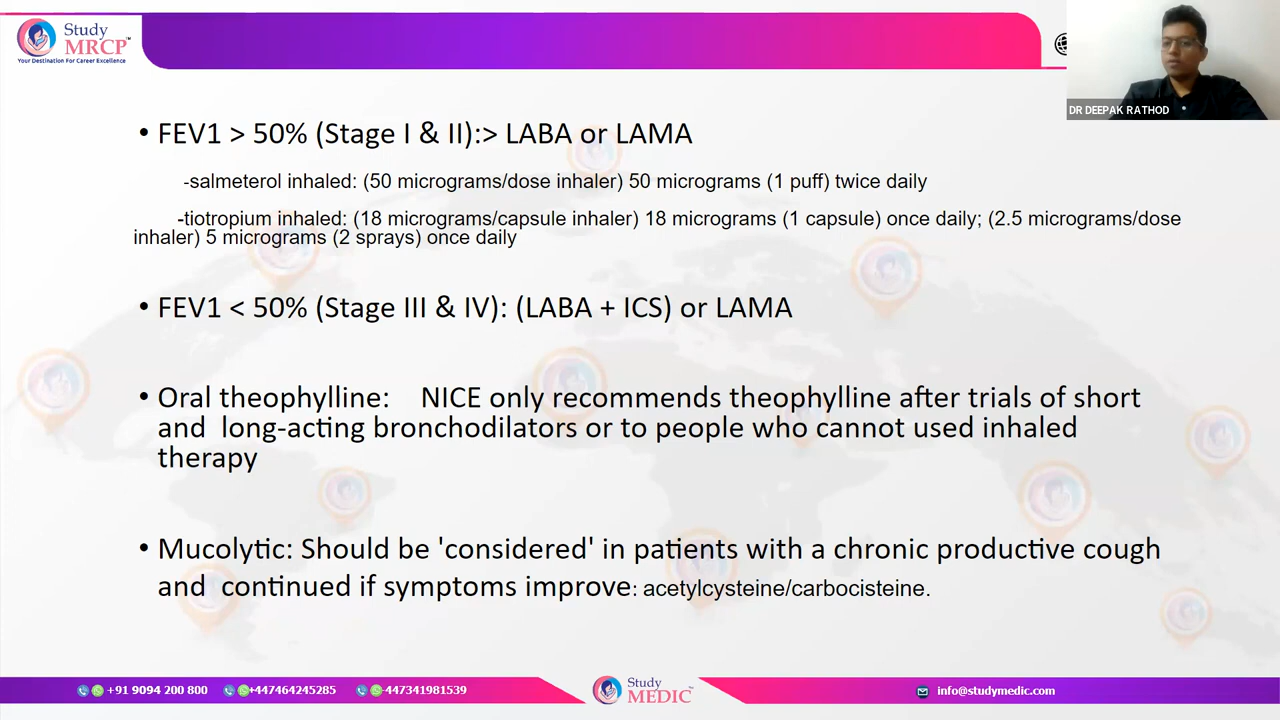 Study
MRCP™
Your Destination For Career Excellence
DR DEEPAK RATHOD
• FEV1 > 50% (Stage I & II):> LABA or LAMA
-salmeterol inhaled: (50 micrograms/dose inhaler) 50 micrograms (1 puff) twice daily
-tiotropium inhaled: (18 micrograms/capsule inhaler) 18 micrograms (1 capsule) once daily; (2.5 micrograms/dose
inhaler) 5 micrograms (2 sprays) once daily
• FEV1 < 50% (Stage III & IV): (LABA + ICS) or LAMA
• Oral theophylline: NICE only recommends theophylline after trials of short
and long-acting bronchodilators or to people who cannot used inhaled
therapy
• Mucolytic: Should be 'considered' in patients with a chronic productive cough
and continued if symptoms improve: acetylcysteine/carbocisteine.
+91 9094 200 800 +447464245285 -447341981539
Study
MEDIC™
info@studymedic.com